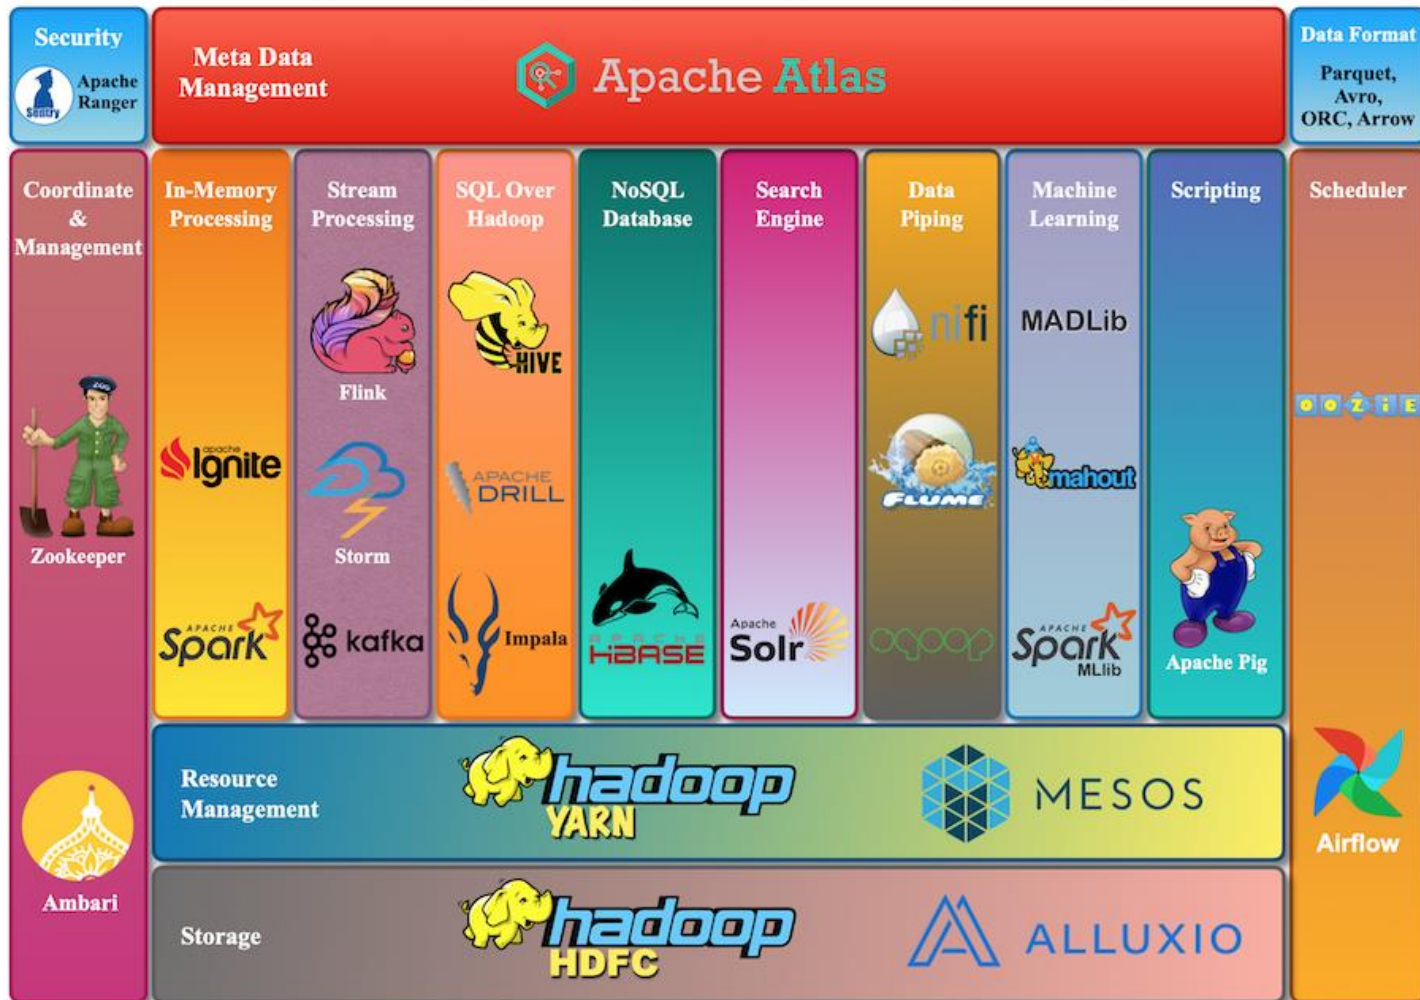 Security
Sentry
Apache
Ranger
Meta Data
Management
Apache Atlas
Data Format
Parquet,
Avro,
ORC, Arrow
Coordinate
&
Management
ZOO
Zookeeper
Ambari
In-Memory
Processing
apache
Ignite
APACHE
Spark
Stream
Processing
Flink
Storm
kafka
SQL Over
Hadoop
HIVE
APACHE
DRILL
Impala
NoSQL
Database
APACHE
HBASE
Search
Engine
Apache
Solr
Data
Piping
nifi
FLUME
sqoop
Machine
Learning
MADLib
mahout
APACHE
Spark
MLlib
Scripting
Apache Pig
Scheduler
OOZIE
Airflow
Resource
Management
hadoop
YARN
MESOS
Storage
hadoop
HDFC
ALLUXIO